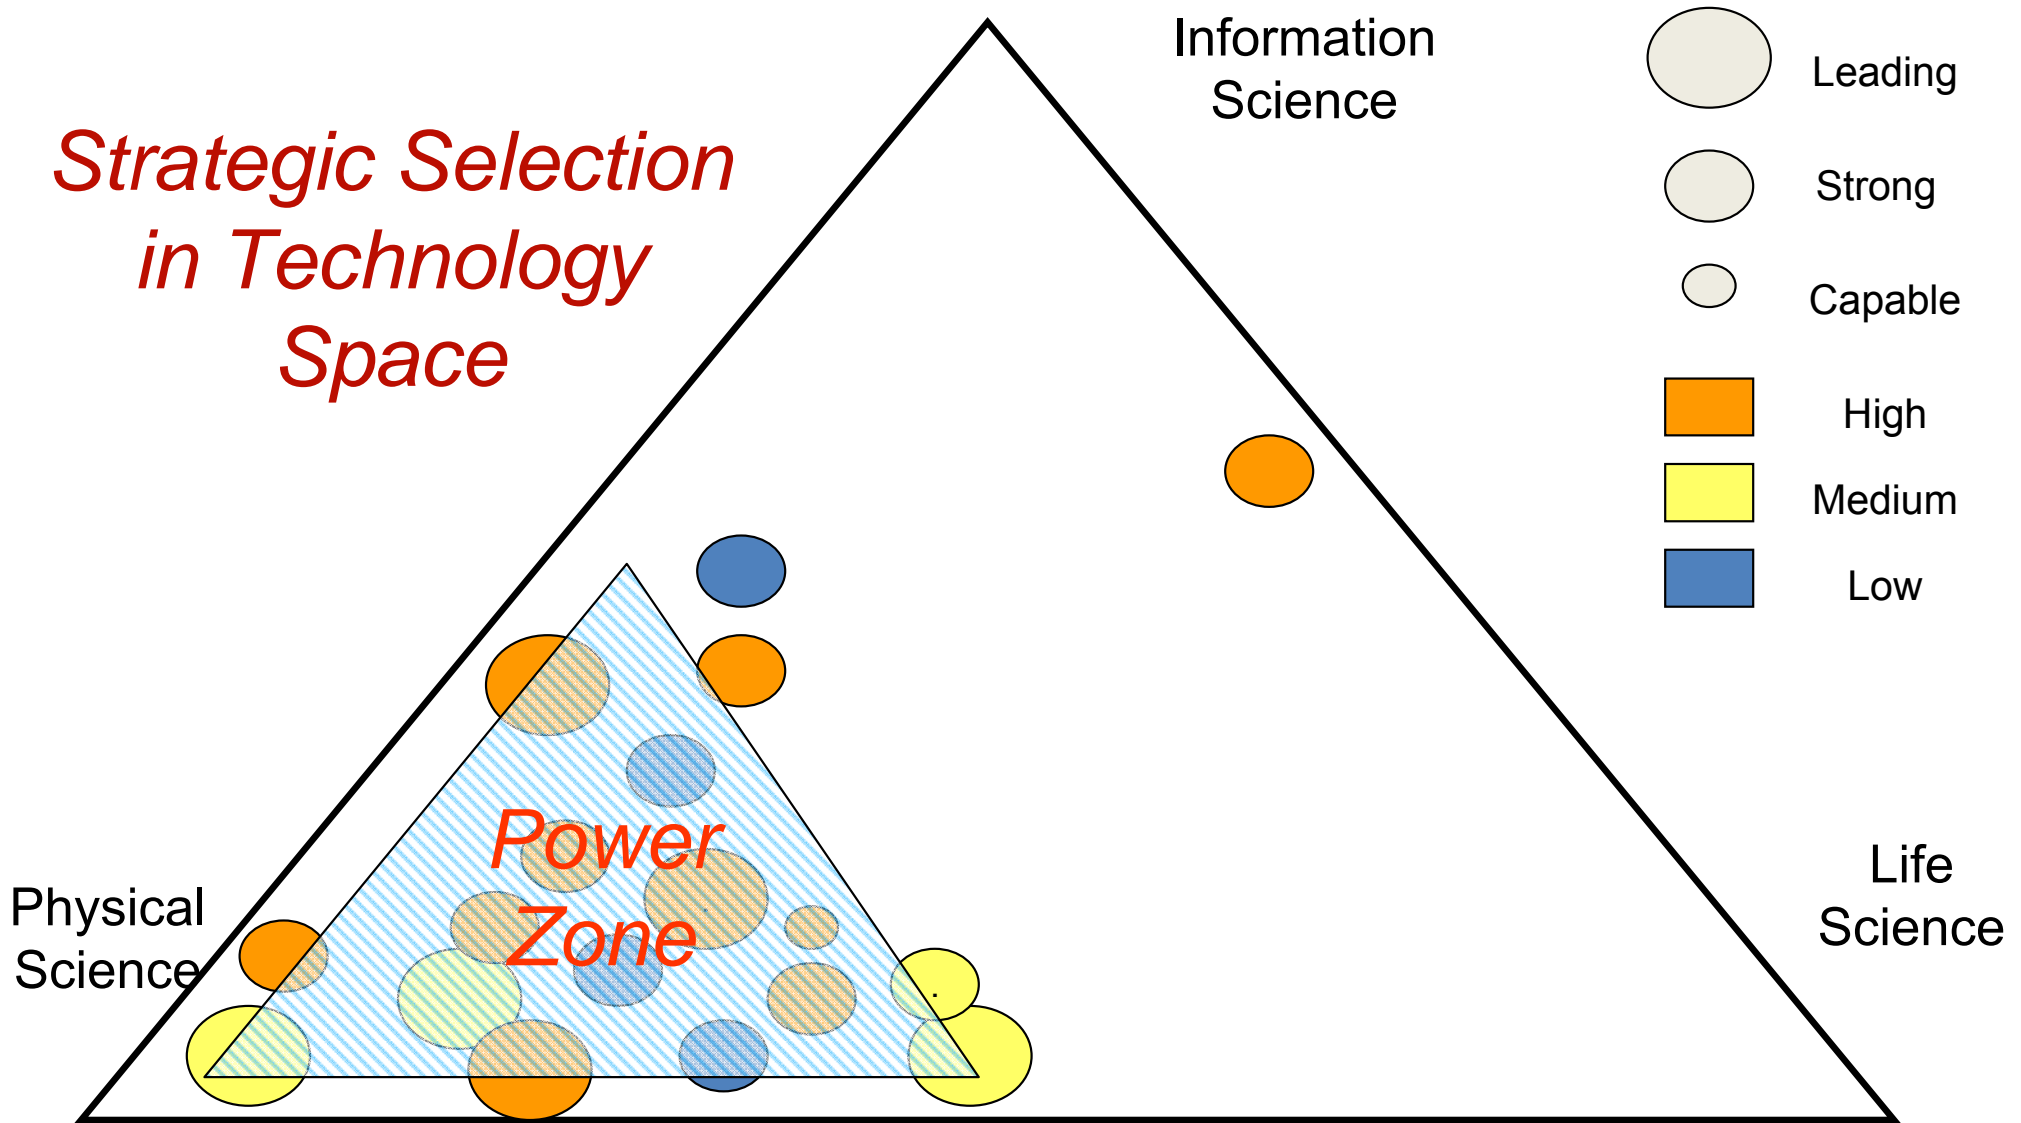 Strategic Selection
in Technology
Space
Information
Science
Leading
Strong
Capable
High
Medium
Low
Power
Zone
Physical
Science
Life
Science
.
.